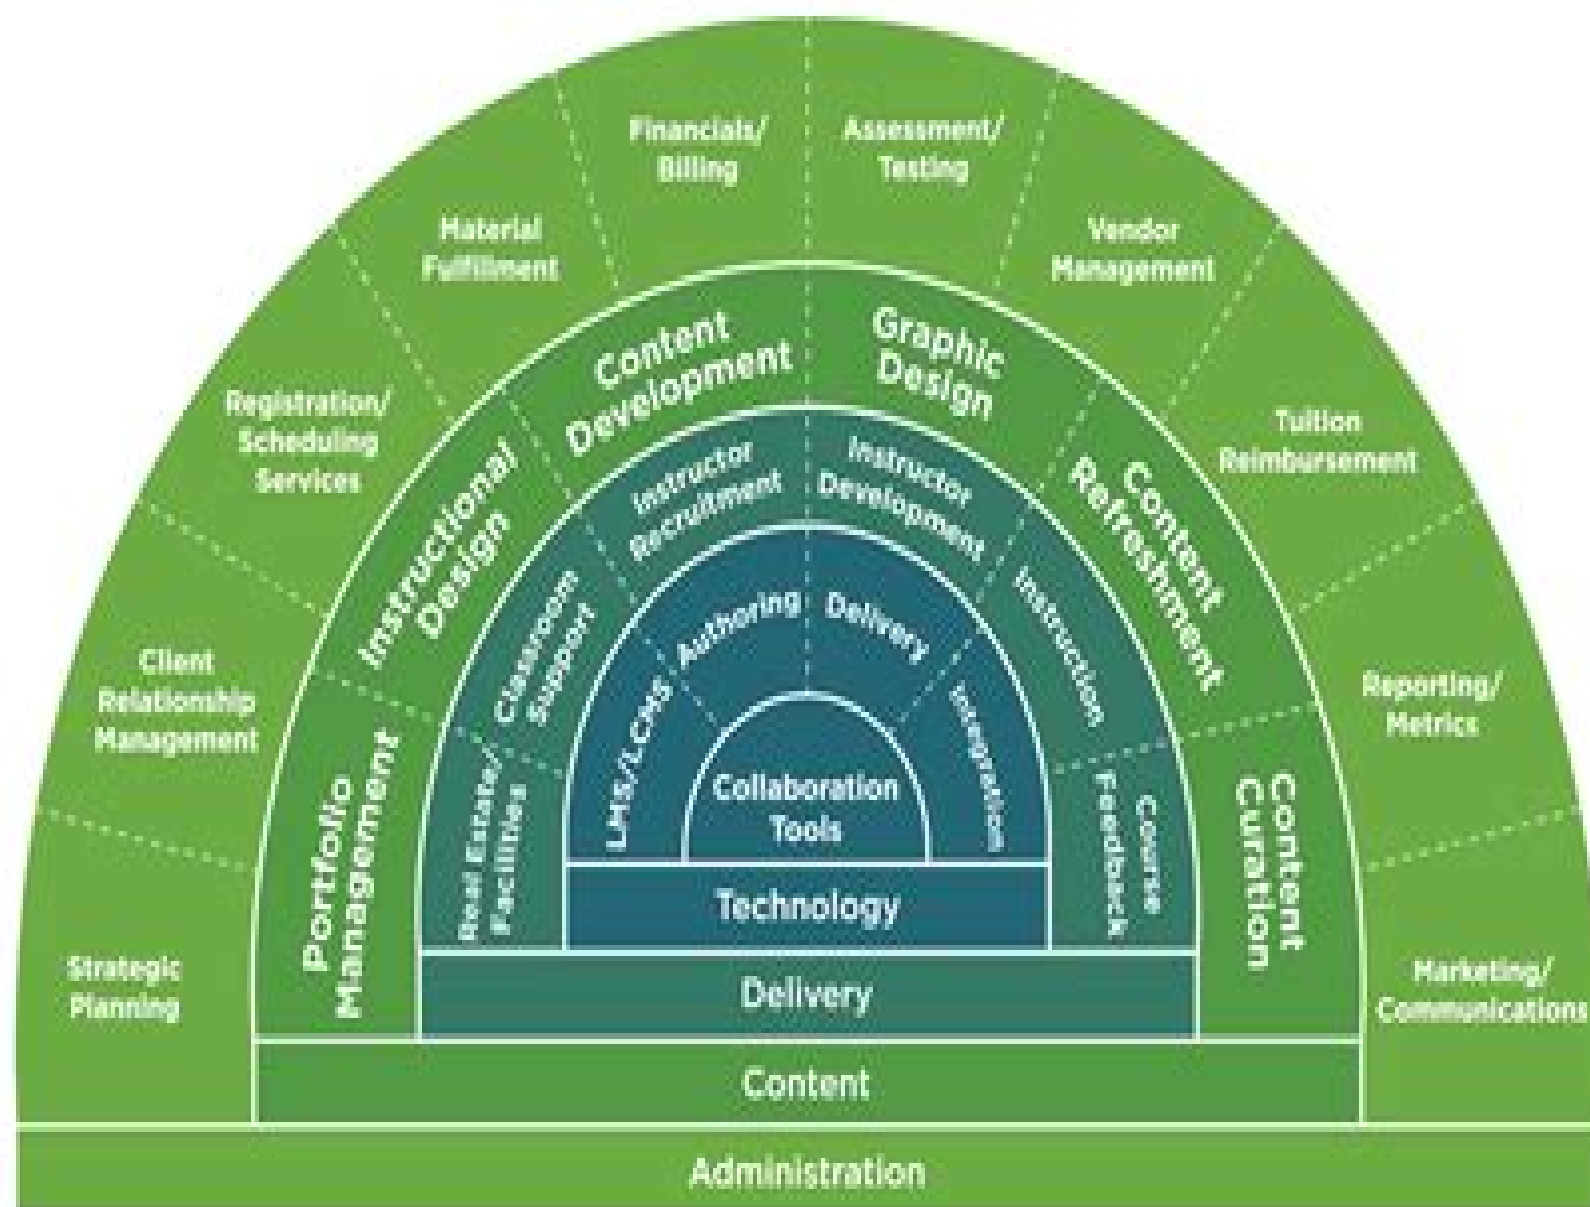 Financials/
Billing
Assessment/
Testing
Material
Fulfillment
Vendor
Management
Registration/
Scheduling
Services
Tuition
Reimbursement
Client
Relationship
Management
Reporting/
Metrics
Strategic
Planning
Marketing/
Communications
Portfolio
Management
Instructional
Design
Content
Development
Graphic
Design
Content
Refreshment
Content
Curation
Real Estate/
Facilities
Classroom
Support
Instructor
Recruitment
Instructor
Development
Instruction
Course
Feedback
LMS/LCMS
Authoring
Delivery
Integration
Collaboration
Tools
Technology
Delivery
Content
Administration